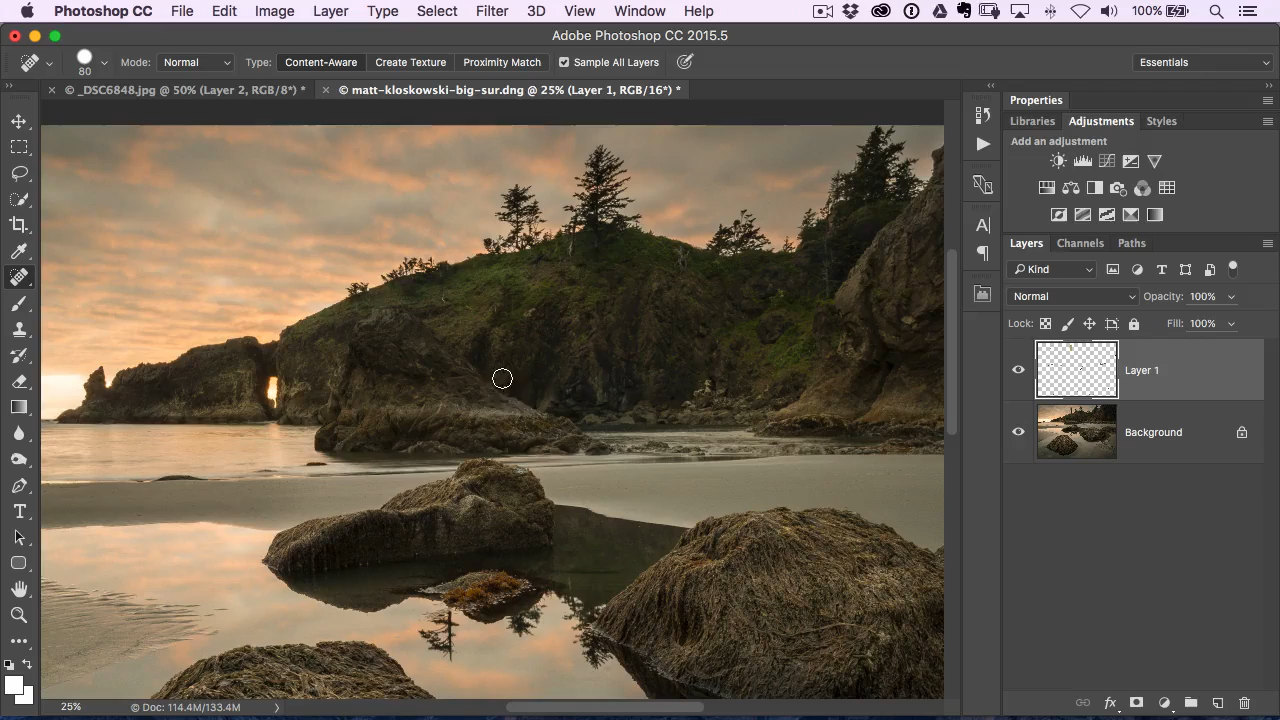 Photoshop CC File Edit Image Layer Type Select Filter 3D View Window Help 100%
Adobe Photoshop CC 2015.5
80 Mode: Normal Type: Content-Aware Create Texture Proximity Match Sample All Layers Essentials
© _DSC6848.jpg @ 50% (Layer 2, RGB/8*) * © matt-kloskowski-big-sur.dng @ 25% (Layer 1, RGB/16*) *
Properties
Libraries Adjustments Styles
Add an adjustment
Layers Channels Paths
Kind
Normal Opacity: 100%
Lock: Fill: 100%
Layer 1
Background
25% © Doc: 114.4M/133.4M